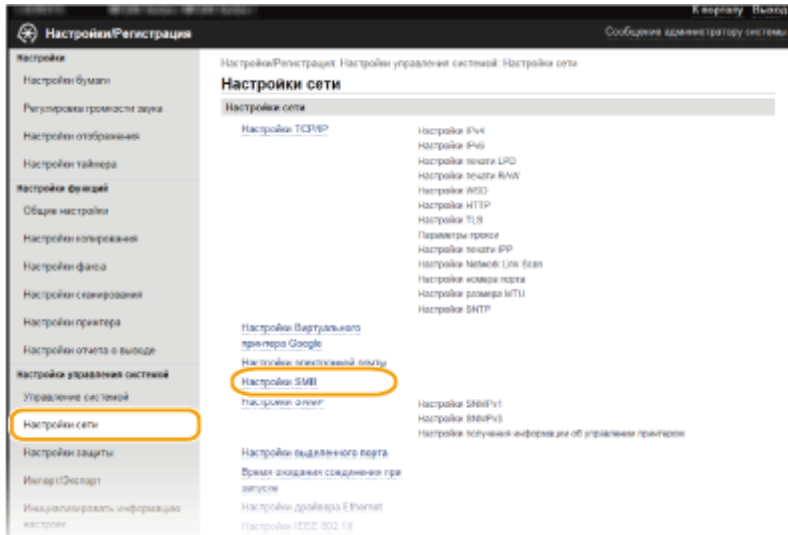 К порталу Выход
Настройки/Регистрация
Сообщение администратору системы
Настройки
Настройки бумаги
Регулировка громкости звука
Настройки отображения
Настройки таймера
Настройки функций
Общие настройки
Настройки копирования
Настройки факса
Настройки сканирования
Настройки принтера
Настройки отчета о выводе
Настройки управления системой
Управление системой
Настройки сети
Настройки защиты
Импорт/Экспорт
Инициализировать информацию
настроек
Настройки/Регистрация: Настройки управления системой: Настройки сети
Настройки сети
Настройки сети
Настройки TCP/IP
Настройки IPv4
Настройки IPv6
Настройки печати LPD
Настройки печати RAW
Настройки WSD
Настройки HTTP
Настройки TLS
Параметры прокси
Настройки печати IPP
Настройки Network Link Scan
Настройки номера порта
Настройки размера MTU
Настройки SNTP
Настройки Виртуального
принтера Google
Настройки электронной почты
Настройки SMB
Настройки SNMP
Настройки SNMPv1
Настройки SNMPv3
Настройки получения информации об управлении принтером
Настройки выделенного порта
Время ожидания соединения при
запуске
Настройки драйвера Ethernet
Настройки IEEE 802.1X